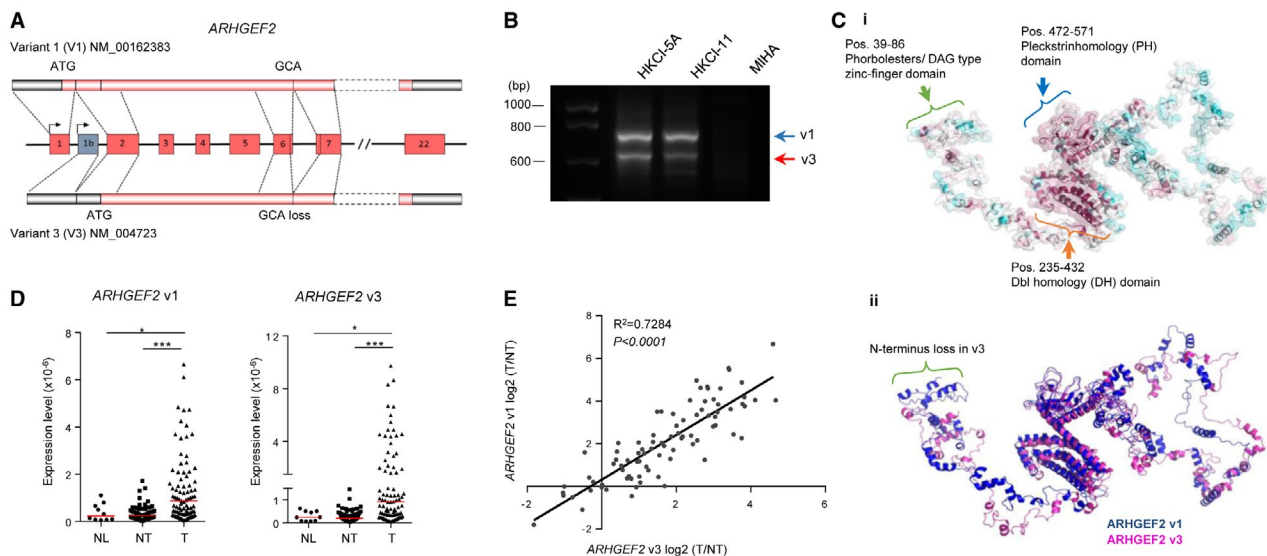 A
ARHGEF2
Variant 1 (V1) NM_00162383
ATG
GCA
1
1b
2
3
4
5
6
7
//
22
ATG
GCA loss
Variant 3 (V3) NM_004723
B
HKCI-5A
HKCI-11
MIHA
(bp)
1000
800
600
v1
v3
C
i
Pos. 39-86
Phorbolesters/ DAG type
zinc-finger domain
Pos. 472-571
Pleckstrinhomology (PH)
domain
Pos. 235-432
Dbl homology (DH) domain
ii
N-terminus loss in v3
ARHGEF2 v1
ARHGEF2 v3
D
ARHGEF2 v1
Expression level (x10-6)
8
6
4
2
0
*
***
NL
NT
T
ARHGEF2 v3
Expression level (x10-6)
12
8
4
1
0
*
***
NL
NT
T
E
R2=0.7284
P<0.0001
ARHGEF2 v1 log2 (T/NT)
8
6
4
2
0
-2
-2
0
2
4
6
ARHGEF2 v3 log2 (T/NT)